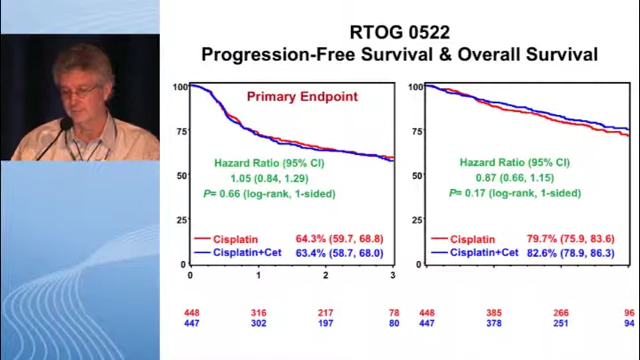 RTOG 0522
Progression-Free Survival & Overall Survival
100
75
50
25
0
Primary Endpoint
Hazard Ratio (95% CI)
1.05 (0.84, 1.29)
P= 0.66 (log-rank, 1-sided)
Cisplatin 64.3% (59.7, 68.8)
Cisplatin+Cet 63.4% (58.7, 68.0)
0 1 2 3
448 316 217 78
447 302 197 80
100
75
50
25
0
Hazard Ratio (95% CI)
0.87 (0.66, 1.15)
P= 0.17 (log-rank, 1-sided)
Cisplatin 79.7% (75.9, 83.6)
Cisplatin+Cet 82.6% (78.9, 86.3)
448 385 266 96
447 378 251 94